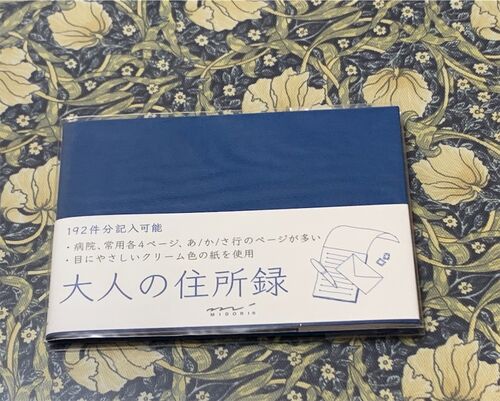 192件分記入可能
・病院、常用各4ページ、あ/か/さ行のページが多い
・目にやさしいクリーム色の紙を使用
大人の住所録
MIDORI®